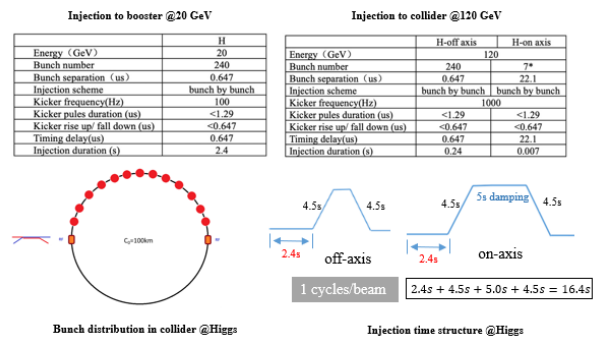 Injection to booster @20 GeV
H
Energy (GeV) 20
Bunch number 240
Bunch separation (us) 0.647
Injection scheme bunch by bunch
Kicker frequency(Hz) 100
Kicker pules duration (us) <1.29
Kicker rise up/ fall down (us) <0.647
Timing delay(us) 0.647
Injection duration (s) 2.4
Injection to collider @120 GeV
H-off axis H-on axis
Energy (GeV) 120
Bunch number 240 7*
Bunch separation (us) 0.647 22.1
Injection scheme bunch by bunch bunch by bunch
Kicker frequency(Hz) 1000
Kicker pules duration (us) <1.29 <1.29
Kicker rise up/ fall down (us) <0.647 <0.647
Timing delay(us) 0.647 22.1
Injection duration (s) 0.24 0.007
C₀=100km
4.5s 4.5s
2.4s
off-axis
4.5s 5s damping 4.5s
2.4s
on-axis
1 cycles/beam
2.4s + 4.5s + 5.0s + 4.5s = 16.4s
Bunch distribution in collider @Higgs
Injection time structure @Higgs